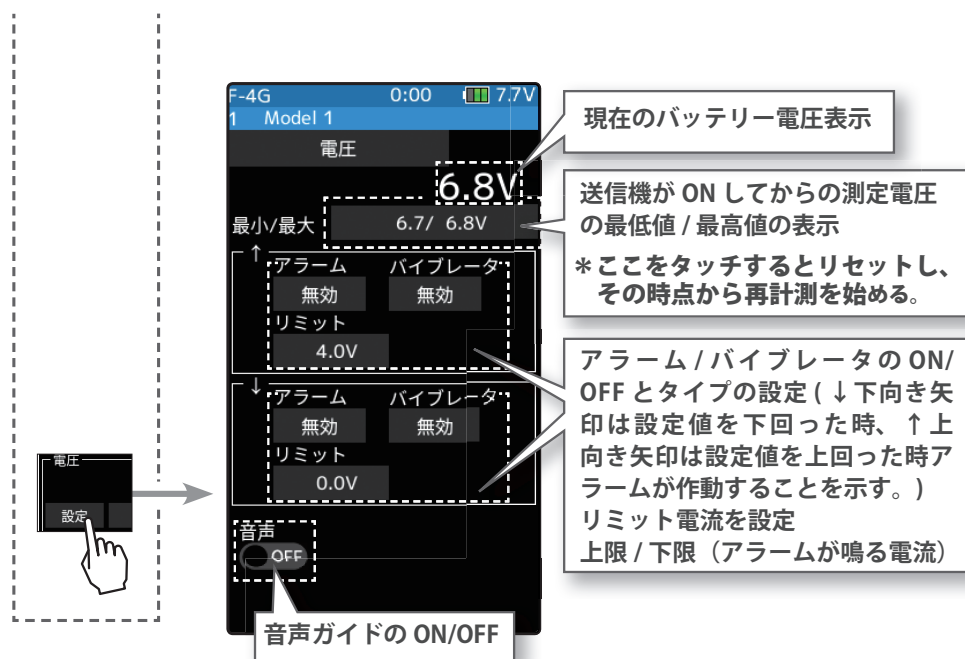 F-4G 0:00 7.7V
1 Model 1
電圧
6.8V
最小/最大 6.7/ 6.8V
↑
アラーム バイブレータ
無効 無効
リミット
4.0V
↓
アラーム バイブレータ
無効 無効
リミット
0.0V
音声
OFF
電圧
設定
現在のバッテリー電圧表示
送信機が ON してからの測定電圧
の最低値 / 最高値の表示
＊ここをタッチするとリセットし、
その時点から再計測を始める。
アラーム / バイブレータの ON/
OFF とタイプの設定 ( ↓下向き矢
印は設定値を下回った時、↑上
向き矢印は設定値を上回った時ア
ラームが作動することを示す。)
リミット電流を設定
上限 / 下限（アラームが鳴る電流）
音声ガイドの ON/OFF